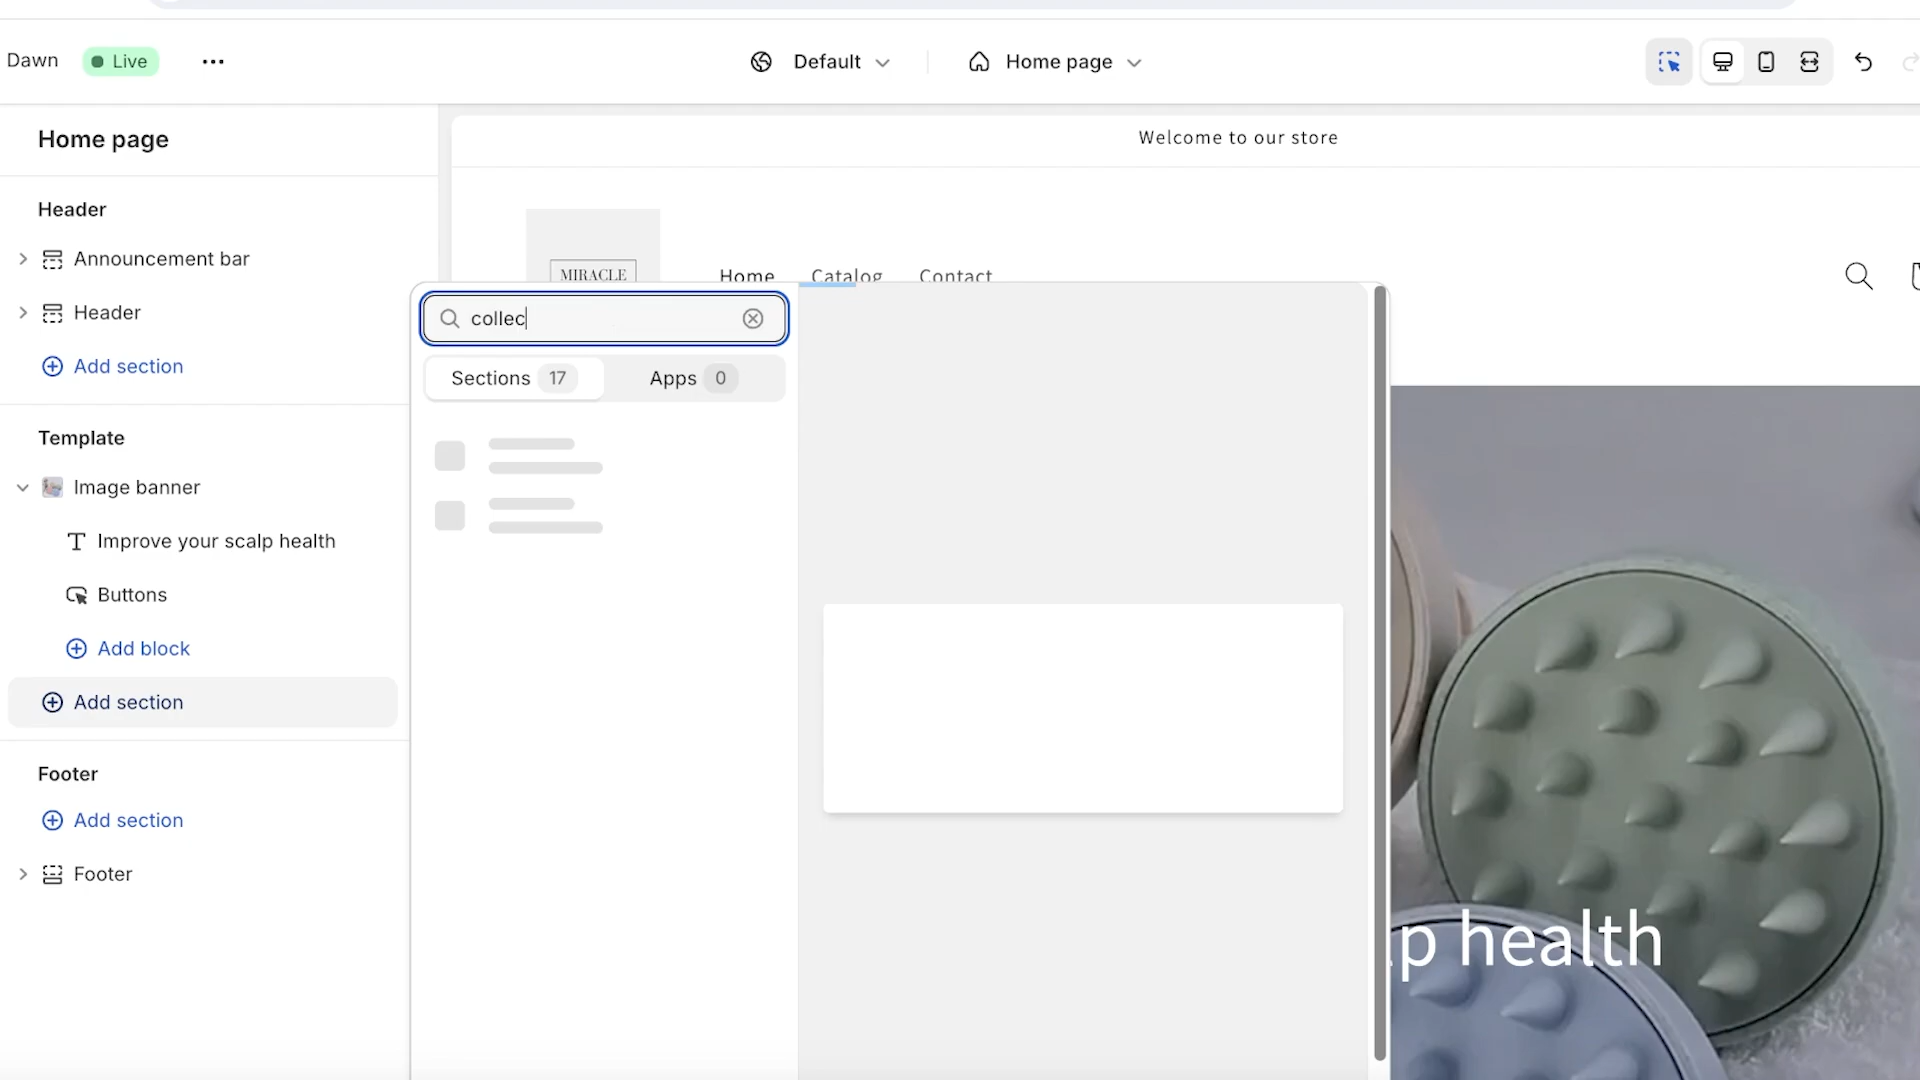 Dawn
Live
Default
Home page
Home page
Header
Announcement bar
Header
Add section
Template
Image banner
Improve your scalp health
Buttons
Add block
Add section
Footer
Add section
Footer
collec
Sections 17
Apps 0
Welcome to our store
MIRACLE
Home
Catalog
Contact
lp health